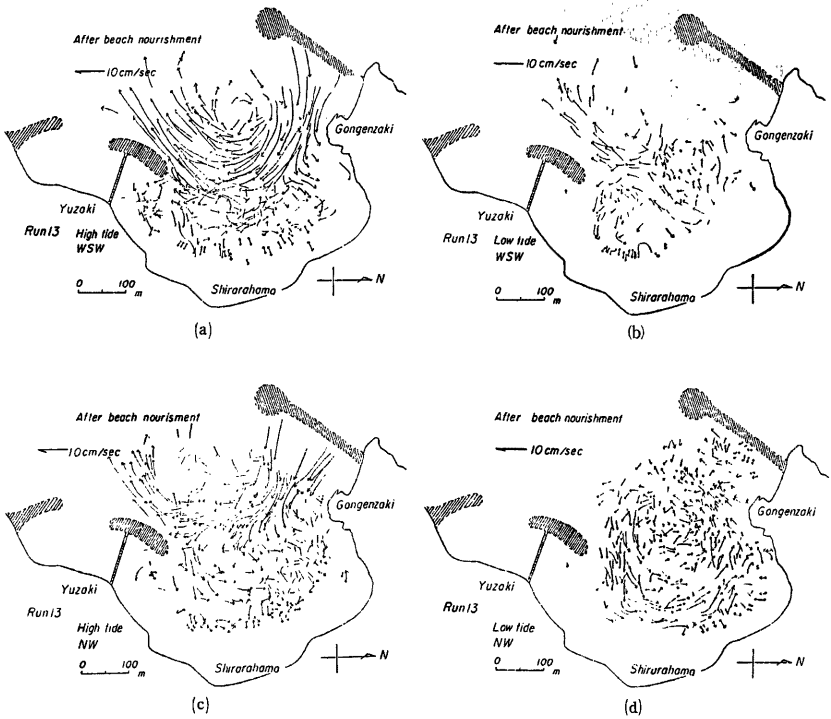 After beach nourishment
10 cm/sec
Gongenzaki
Yuzaki
Run13 High tide
WSW
0 100
m
Shirarahama
N
(a)
After beach nourishment
10 cm/sec
Gongenzaki
Yuzaki
Run13 Low tide
WSW
0 100
m
Shirarahama
N
(b)
After beach nourisment
10 cm/sec
Gongenzaki
Yuzaki
Run13
High tide
NW
0 100
m
Shirarahama
N
(c)
After beach nourishment
10 cm/sec
Gongenzaki
Yuzaki
Run13
Low tide
NW
0 100
m
Shirarahama
N
(d)